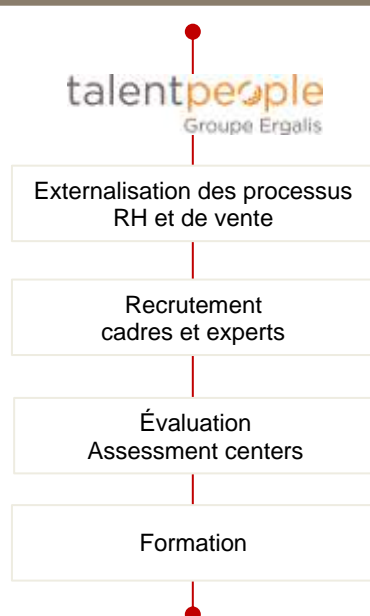 talentpeople
Groupe Ergalis
Externalisation des processus
RH et de vente
Recrutement
cadres et experts
Évaluation
Assessment centers
Formation